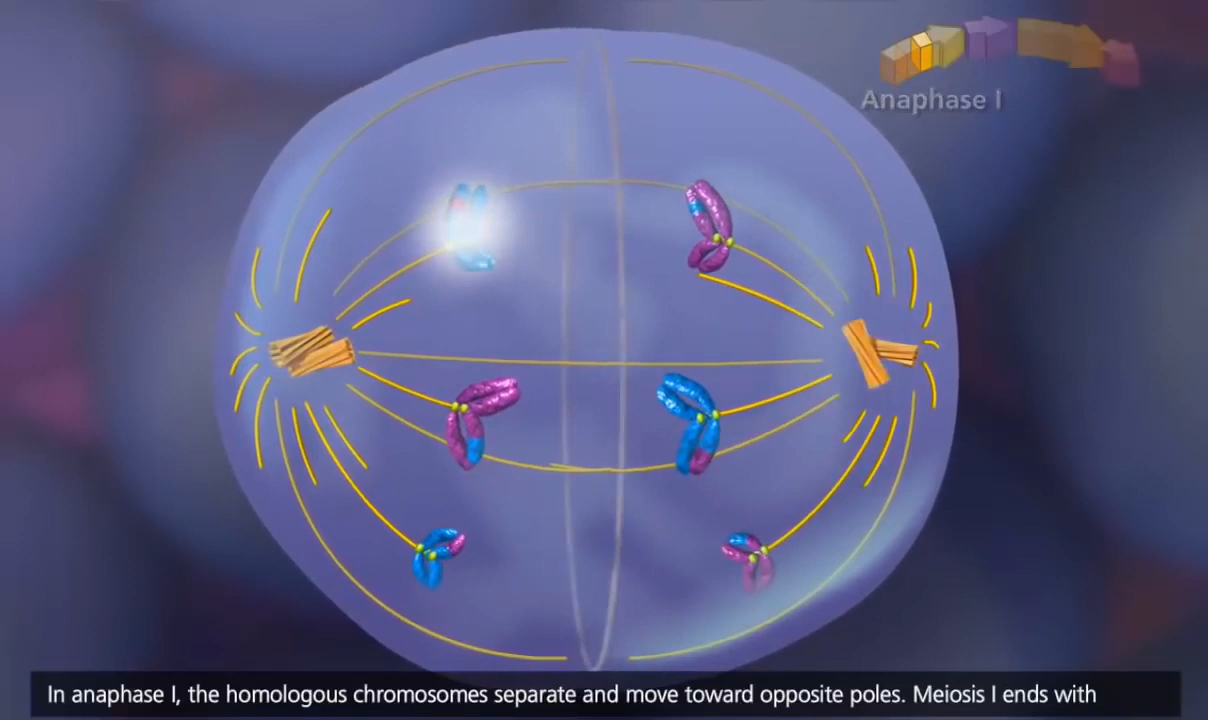 Anaphase I
In anaphase I, the homologous chromosomes separate and move toward opposite poles. Meiosis I ends with